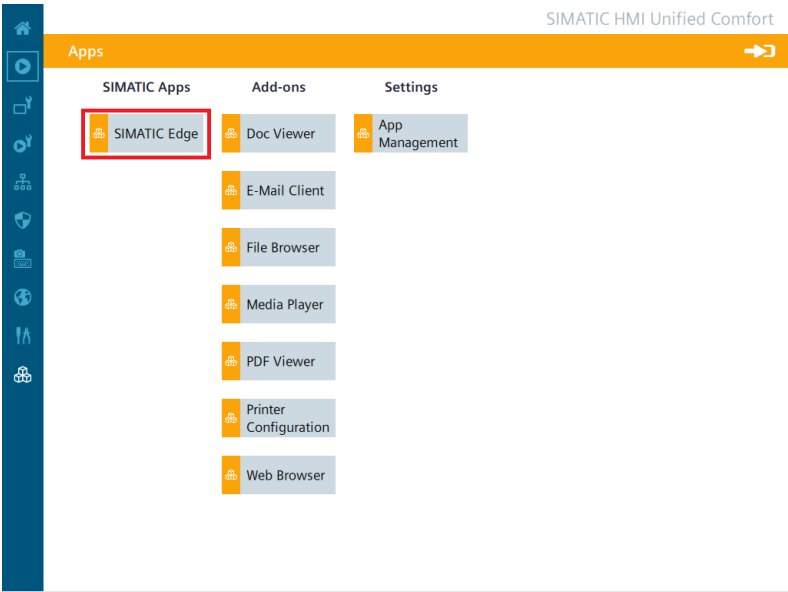 SIMATIC HMI Unified Comfort
Apps
SIMATIC Apps
Add-ons
Settings
SIMATIC Edge
Doc Viewer
App
Management
E-Mail Client
File Browser
Media Player
PDF Viewer
Printer
Configuration
Web Browser